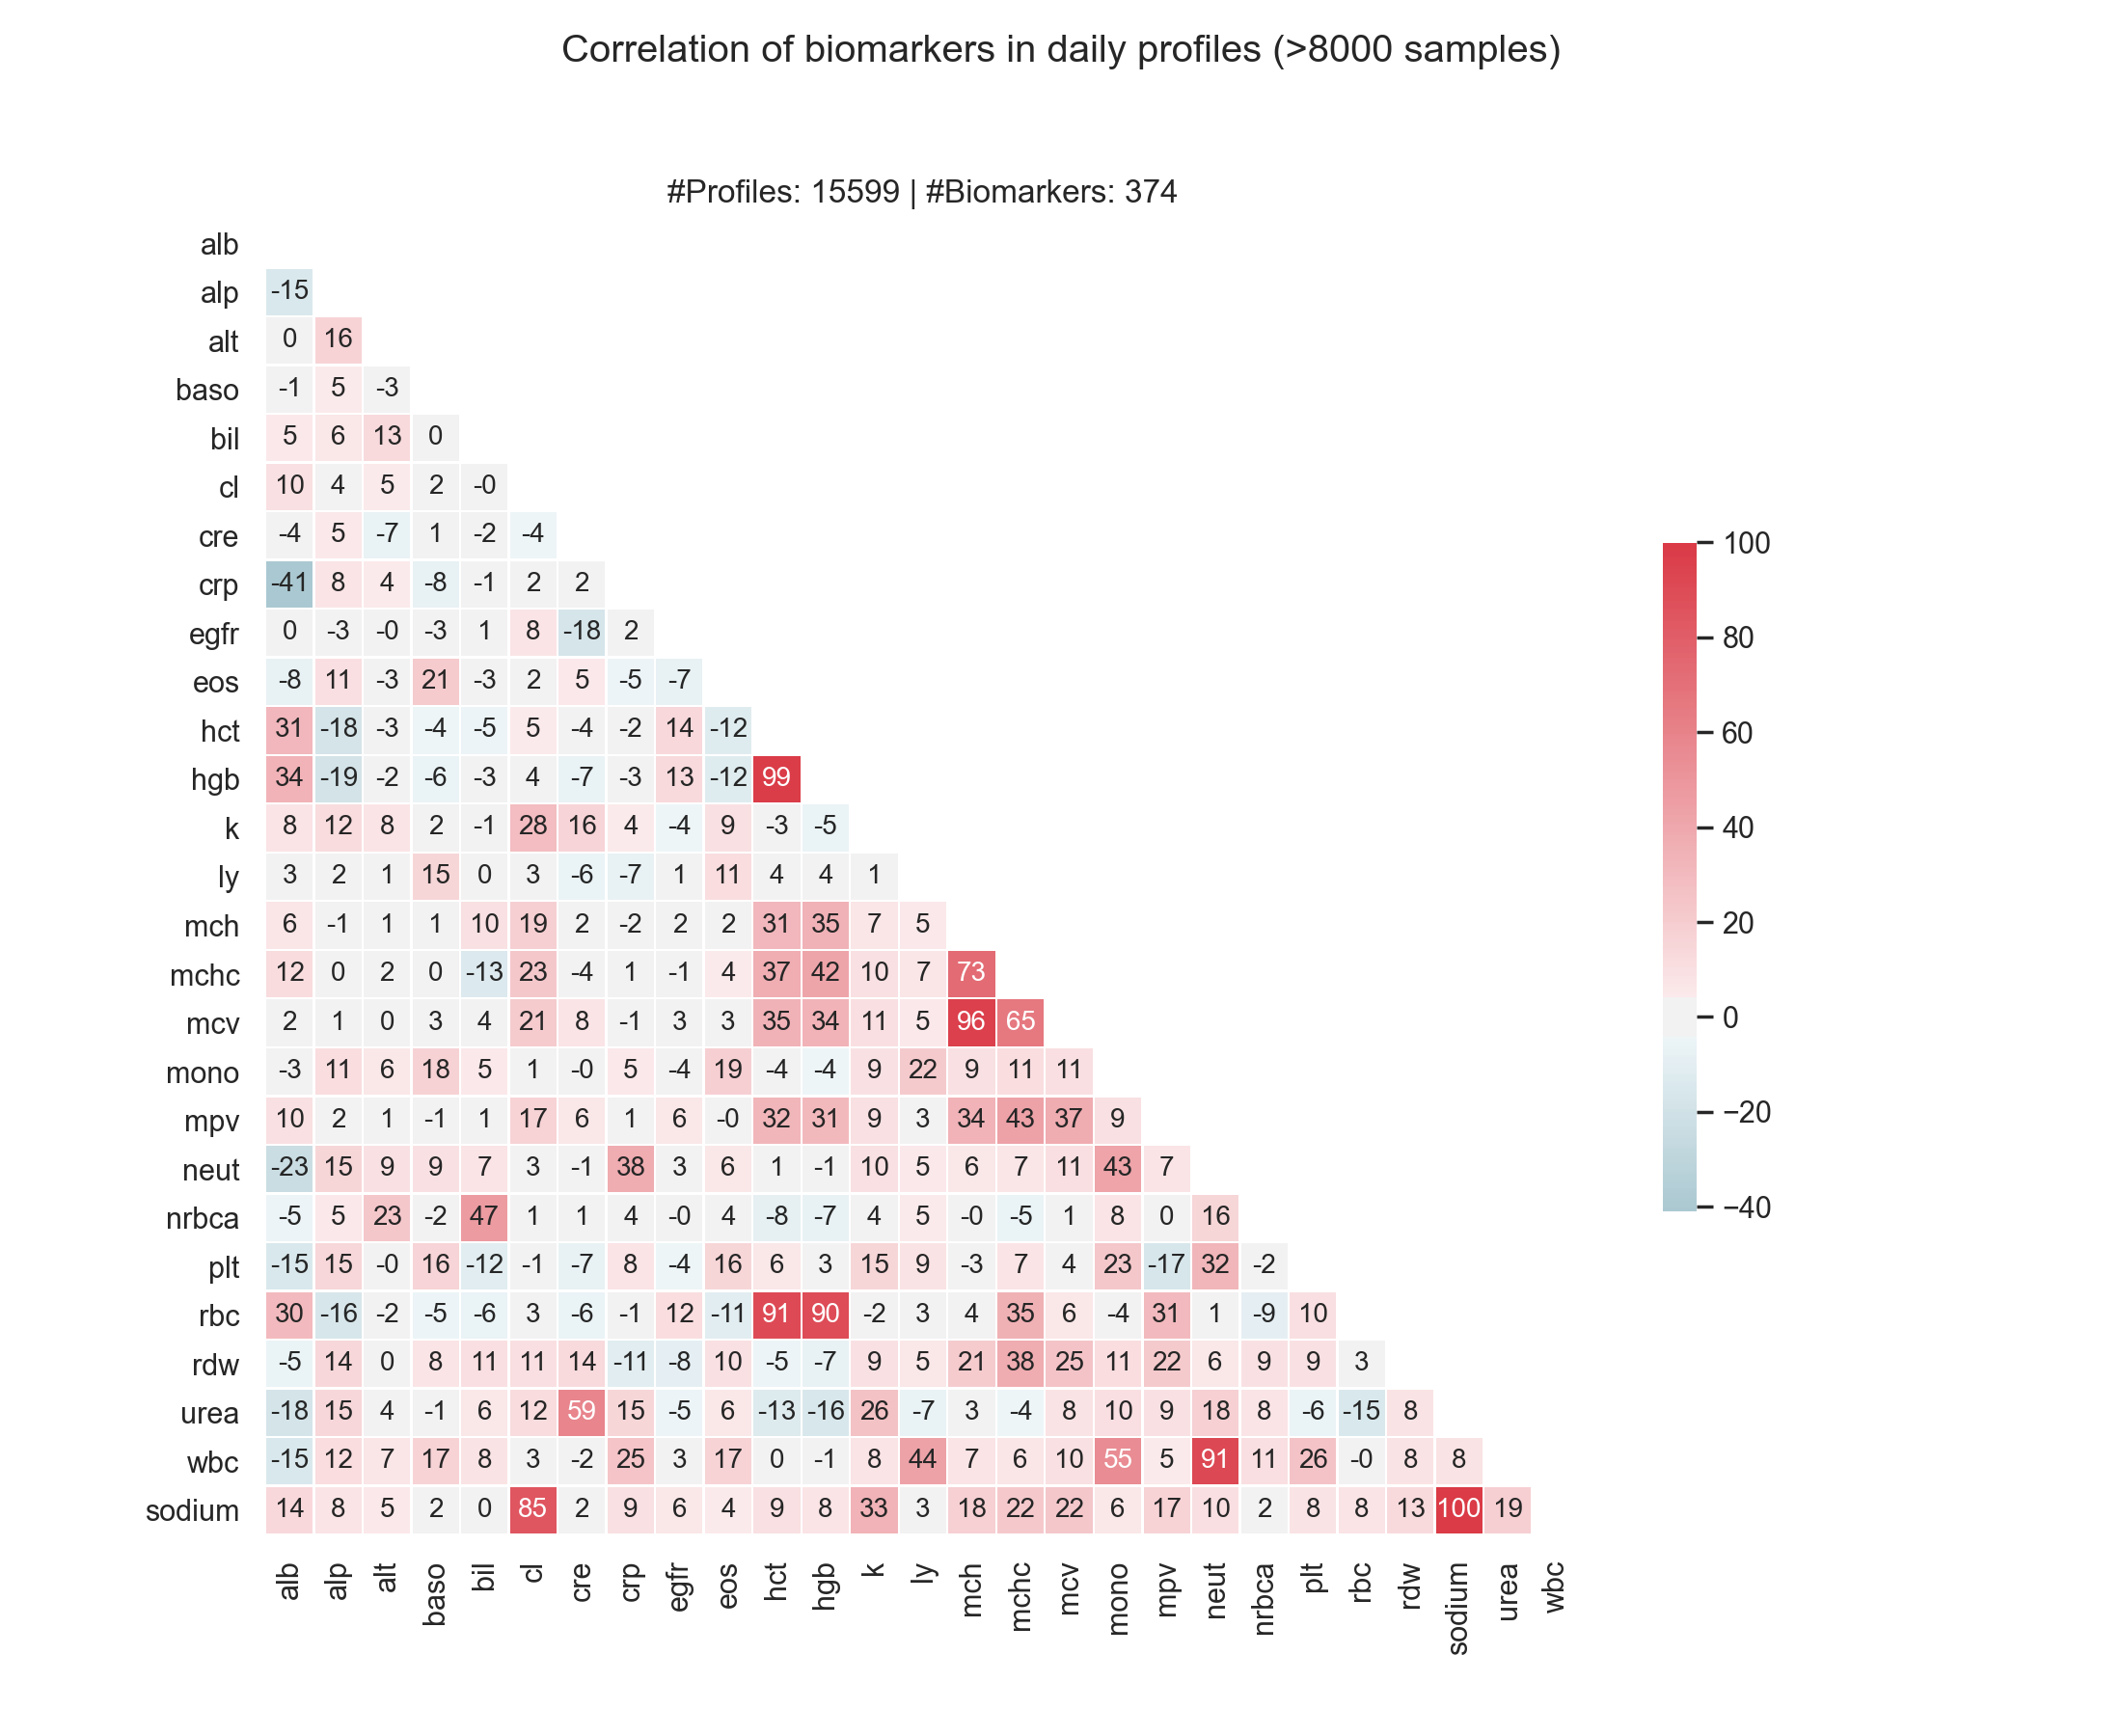 Correlation of biomarkers in daily profiles (>8000 samples)
#Profiles: 15599 | #Biomarkers: 374
alb
alp -15
alt 0 16
baso -1 5 -3
bil 5 6 13 0
cl 10 4 5 2 -0
cre -4 5 -7 1 -2 -4
crp -41 8 4 -8 -1 2 2
egfr 0 -3 -0 -3 1 8 -18 2
eos -8 11 -3 21 -3 2 5 -5 -7
hct 31 -18 -3 -4 -5 5 -4 -2 14 -12
hgb 34 -19 -2 -6 -3 4 -7 -3 13 -12 99
k 8 12 8 2 -1 28 16 4 -4 9 -3 -5
ly 3 2 1 15 0 3 -6 -7 1 11 4 4 1
mch 6 -1 1 1 10 19 2 -2 2 2 31 35 7 5
mchc 12 0 2 0 -13 23 -4 1 -1 4 37 42 10 7 73
mcv 2 1 0 3 4 21 8 -1 3 3 35 34 11 5 96 65
mono -3 11 6 18 5 1 -0 5 -4 19 -4 -4 9 22 9 11 11
mpv 10 2 1 -1 1 17 6 1 6 -0 32 31 9 3 34 43 37 9
neut -23 15 9 9 7 3 -1 38 3 6 1 -1 10 5 6 7 11 43 7
nrbca -5 5 23 -2 47 1 1 4 -0 4 -8 -7 4 5 -0 -5 1 8 0 16
plt -15 15 -0 16 -12 -1 -7 8 -4 16 6 3 15 9 -3 7 4 23 -17 32 -2
rbc 30 -16 -2 -5 -6 3 -6 -1 12 -11 91 90 -2 3 4 35 6 -4 31 1 -9 10
rdw -5 14 0 8 11 11 14 -11 -8 10 -5 -7 9 5 21 38 25 11 22 6 9 9 3
urea -18 15 4 -1 6 12 59 15 -5 6 -13 -16 26 -7 3 -4 8 10 9 18 8 -6 -15 8
wbc -15 12 7 17 8 3 -2 25 3 17 0 -1 8 44 7 6 10 55 5 91 11 26 -0 8 8
sodium 14 8 5 2 0 85 2 9 6 4 9 8 33 3 18 22 22 6 17 10 2 8 8 13 100 19
alb alp alt baso bil cl cre crp egfr eos hct hgb k ly mch mchc mcv mono mpv neut nrbca plt rbc rdw sodium urea wbc
100
80
60
40
20
0
−20
−40